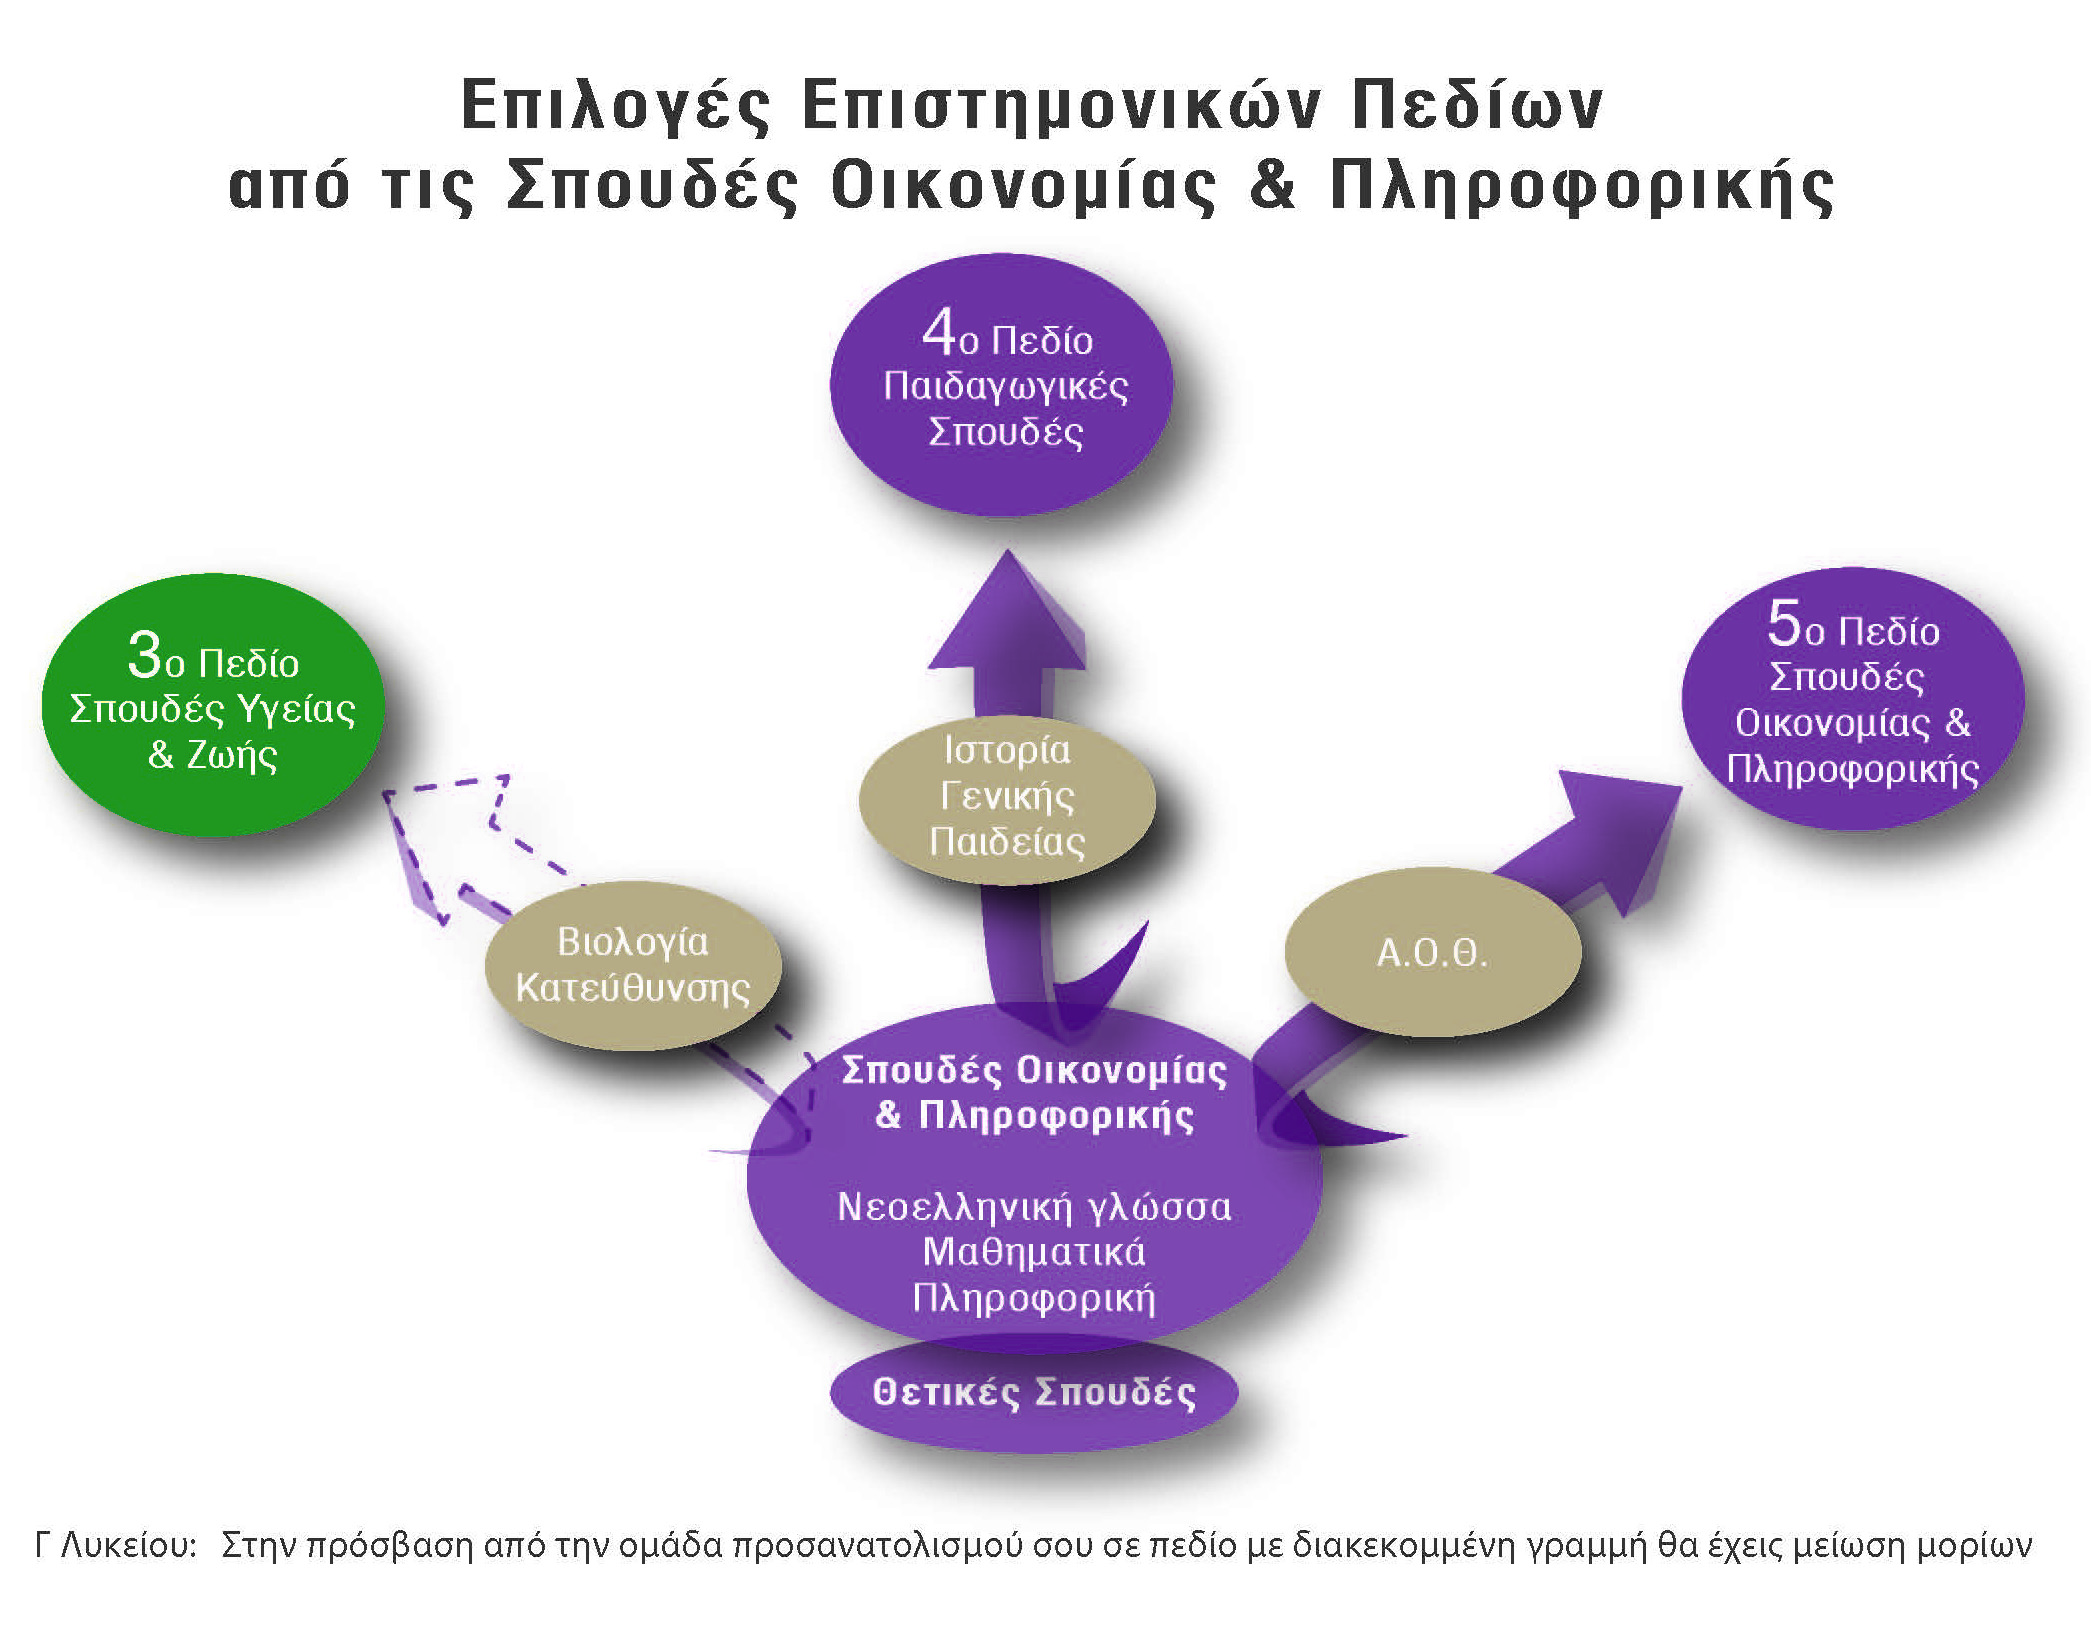 Επιλογές Επιστημονικών Πεδίων
από τις Σπουδές Οικονομίας & Πληροφορικής
4ο Πεδίο
Παιδαγωγικές
Σπουδές
3ο Πεδίο
Σπουδές Υγείας
& Ζωής
5ο Πεδίο
Σπουδές
Οικονομίας &
Πληροφορικής
Ιστορία
Γενικής
Παιδείας
Βιολογία
Κατεύθυνσης
Α.Ο.Θ.
Σπουδές Οικονομίας
& Πληροφορικής
Νεοελληνική γλώσσα
Μαθηματικά
Πληροφορική
Θετικές Σπουδές
Γ Λυκείου: Στην πρόσβαση από την ομάδα προσανατολισμού σου σε πεδίο με διακεκομμένη γραμμή θα έχεις μείωση μορίων